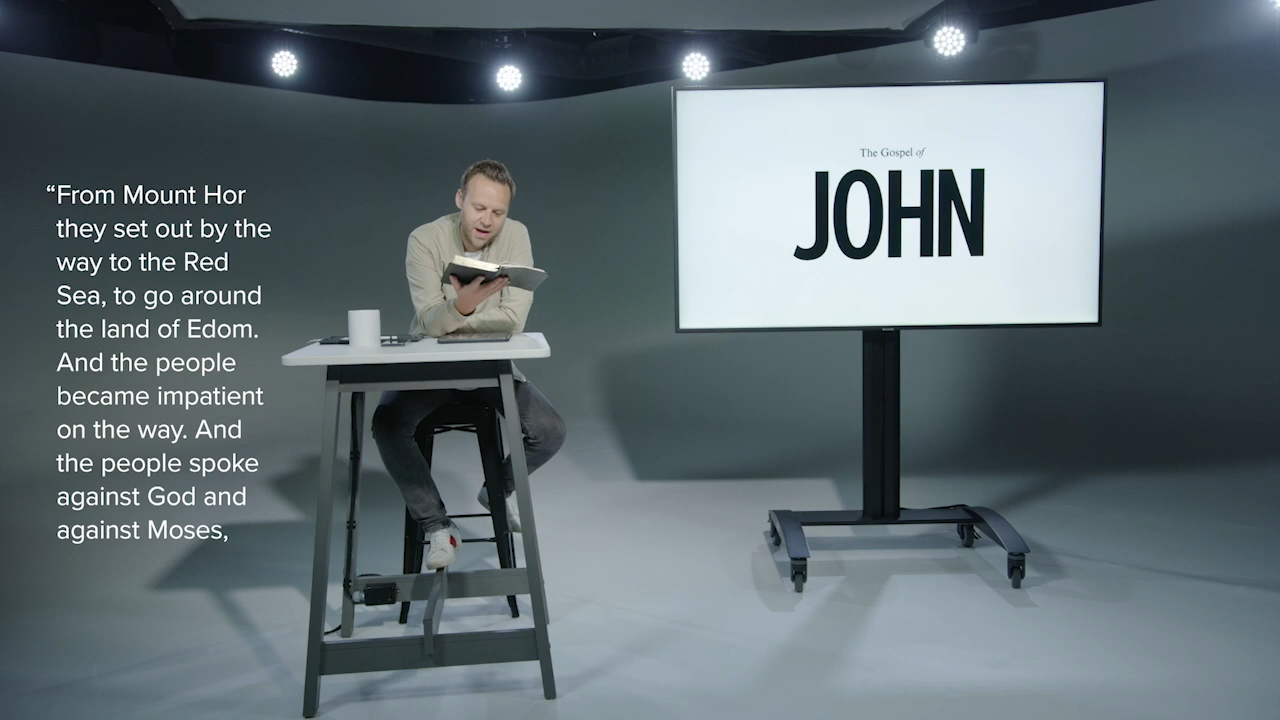 “From Mount Hor
they set out by the
way to the Red
Sea, to go around
the land of Edom.
And the people
became impatient
on the way. And
the people spoke
against God and
against Moses,
The Gospel of
JOHN